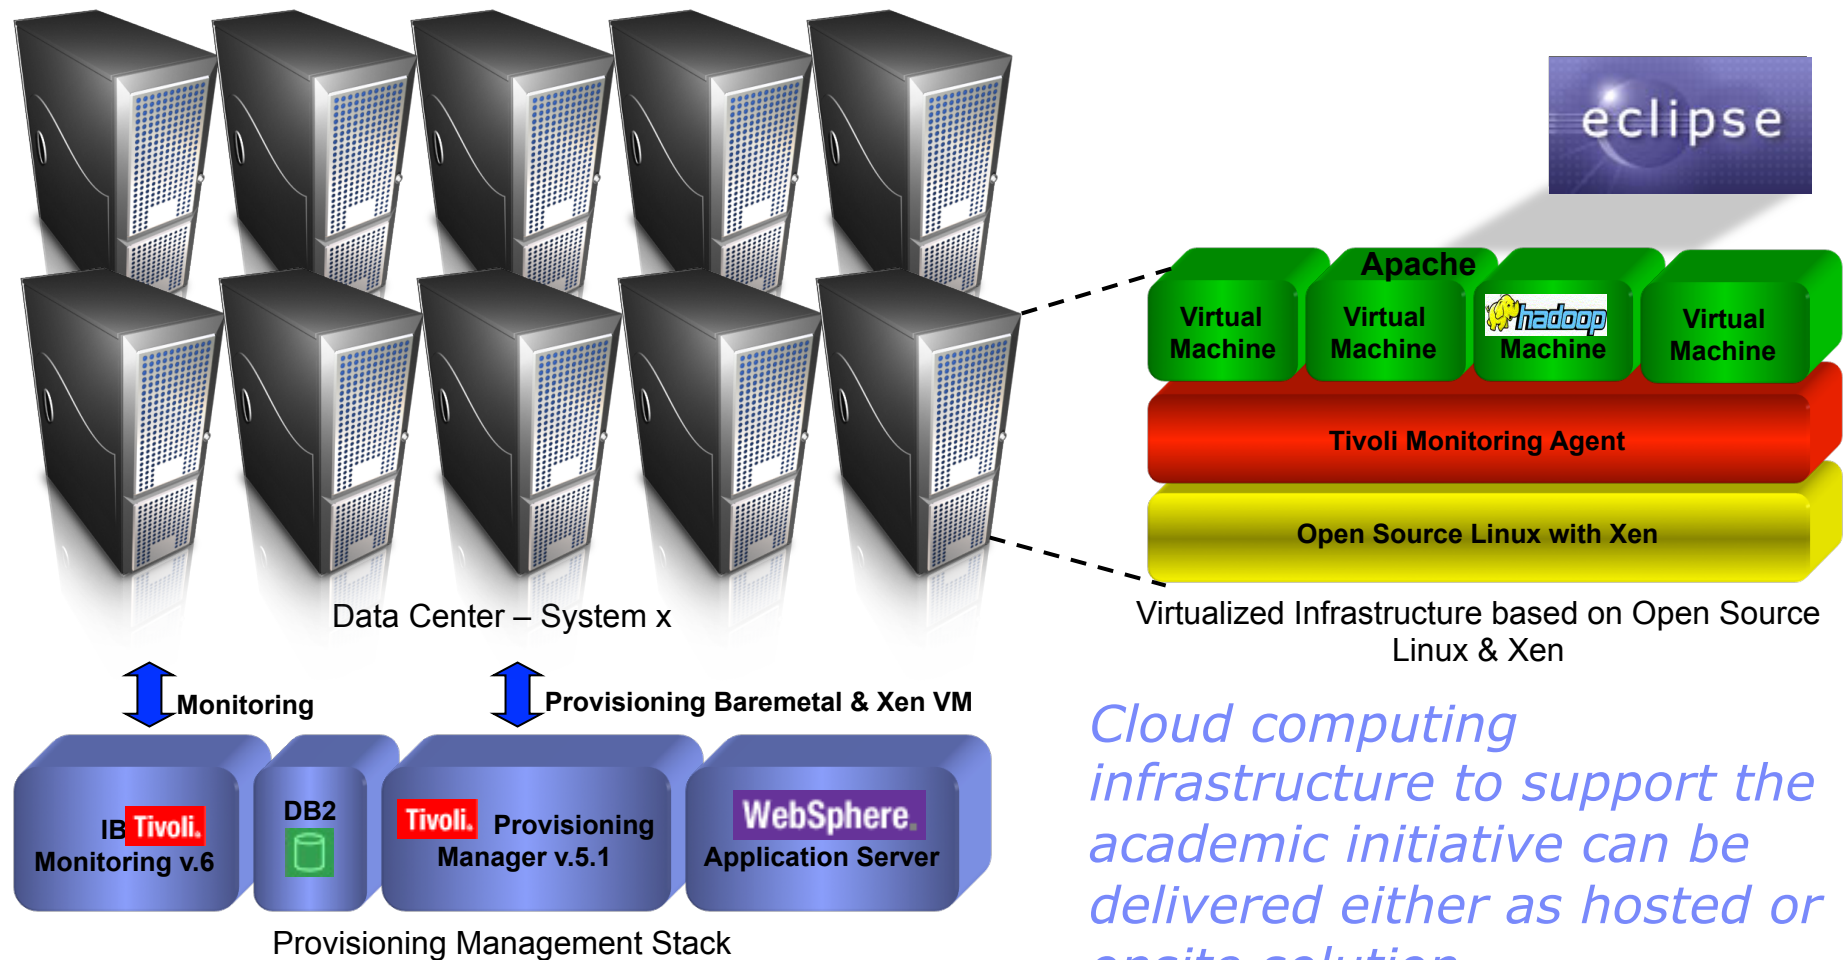 eclipse
Apache
Virtual
Machine
Virtual
Machine
hadoop
Machine
Virtual
Machine
Tivoli Monitoring Agent
Open Source Linux with Xen
Data Center – System x
Virtualized Infrastructure based on Open Source
Linux & Xen
Monitoring
Provisioning Baremetal & Xen VM
IB Tivoli.
Monitoring v.6
DB2
Tivoli. Provisioning
Manager v.5.1
WebSphere.
Application Server
Provisioning Management Stack
Cloud computing
infrastructure to support the
academic initiative can be
delivered either as hosted or
onsite solution